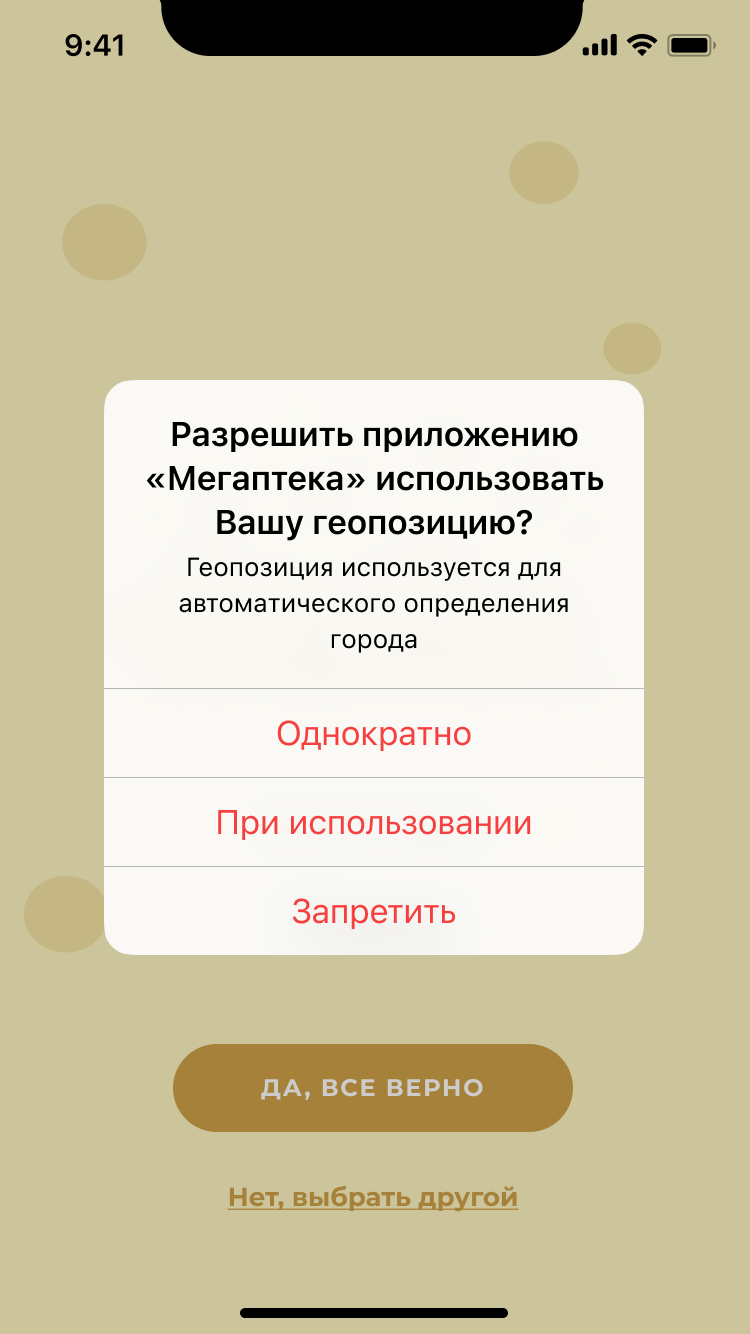 9:41
Разрешить приложению
«Мегаптека» использовать
Вашу геопозицию?
Геопозиция используется для
автоматического определения
города
Однократно
При использовании
Запретить
ДА, ВСЕ ВЕРНО
Нет, выбрать другой